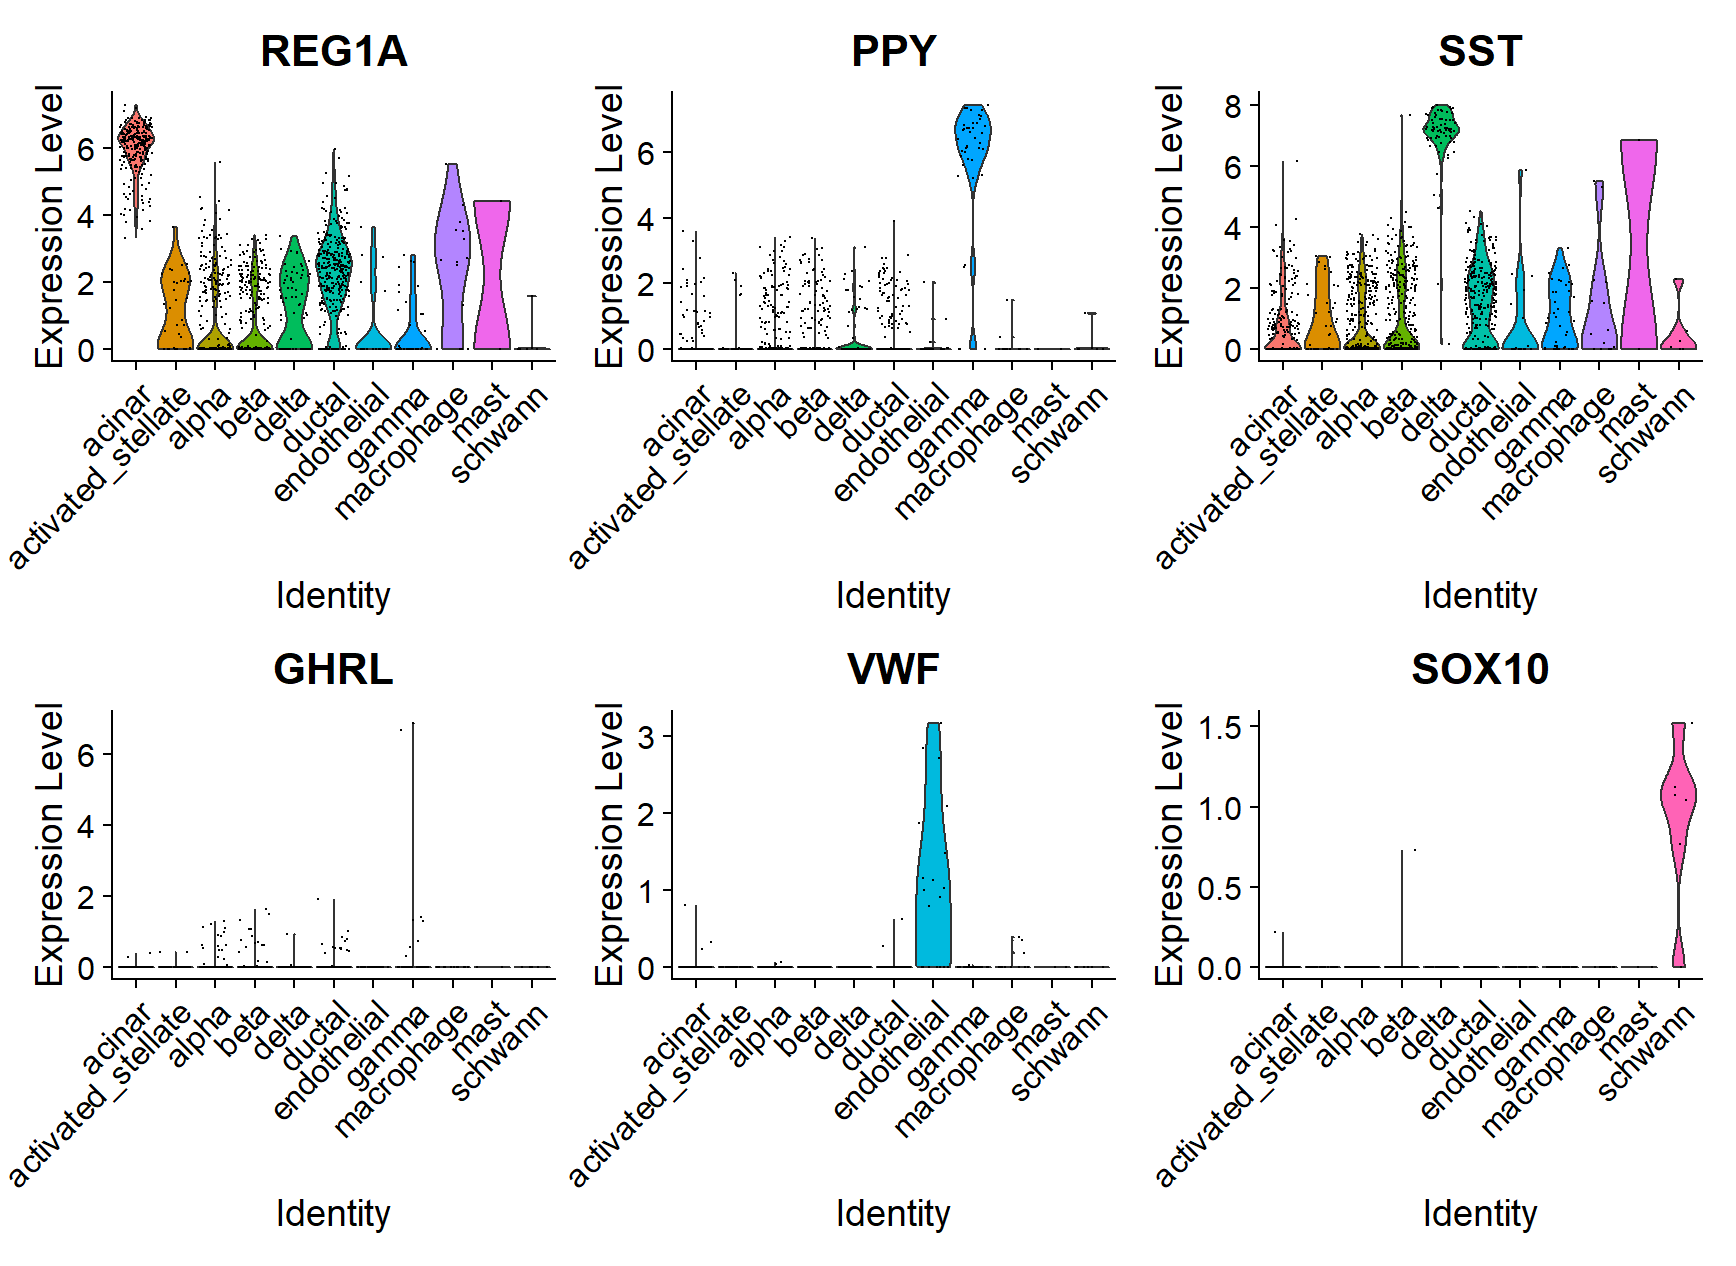 REG1A
Expression Level
6
4
2
0
acinar
activated_stellate
alpha
beta
delta
ductal
endothelial
gamma
macrophage
mast
schwann
Identity
PPY
Expression Level
6
4
2
0
acinar
activated_stellate
alpha
beta
delta
ductal
endothelial
gamma
macrophage
mast
schwann
Identity
SST
Expression Level
8
6
4
2
0
acinar
activated_stellate
alpha
beta
delta
ductal
endothelial
gamma
macrophage
mast
schwann
Identity
GHRL
Expression Level
6
4
2
0
acinar
activated_stellate
alpha
beta
delta
ductal
endothelial
gamma
macrophage
mast
schwann
Identity
VWF
Expression Level
3
2
1
0
acinar
activated_stellate
alpha
beta
delta
ductal
endothelial
gamma
macrophage
mast
schwann
Identity
SOX10
Expression Level
1.5
1.0
0.5
0.0
acinar
activated_stellate
alpha
beta
delta
ductal
endothelial
gamma
macrophage
mast
schwann
Identity